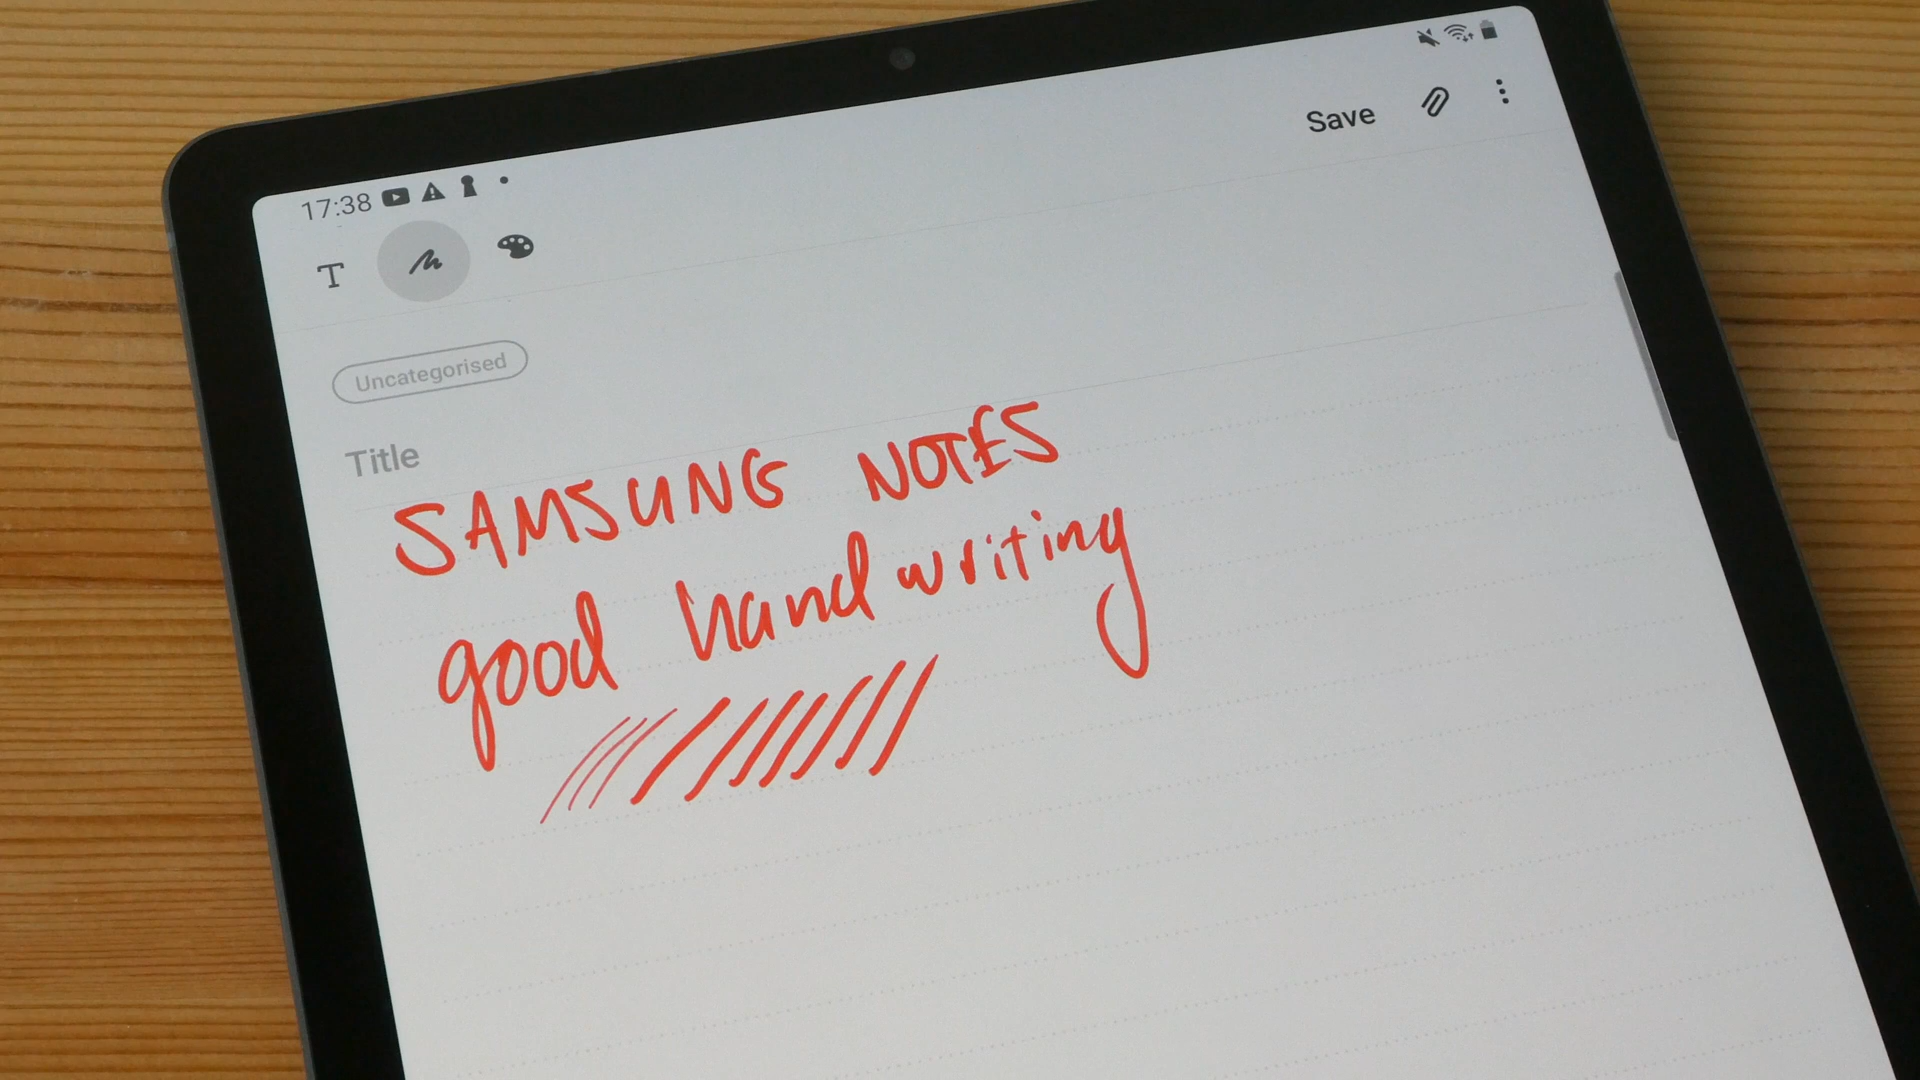 17:38
Save
T
Uncategorised
Title
SAMSUNG NOTES
good handwriting